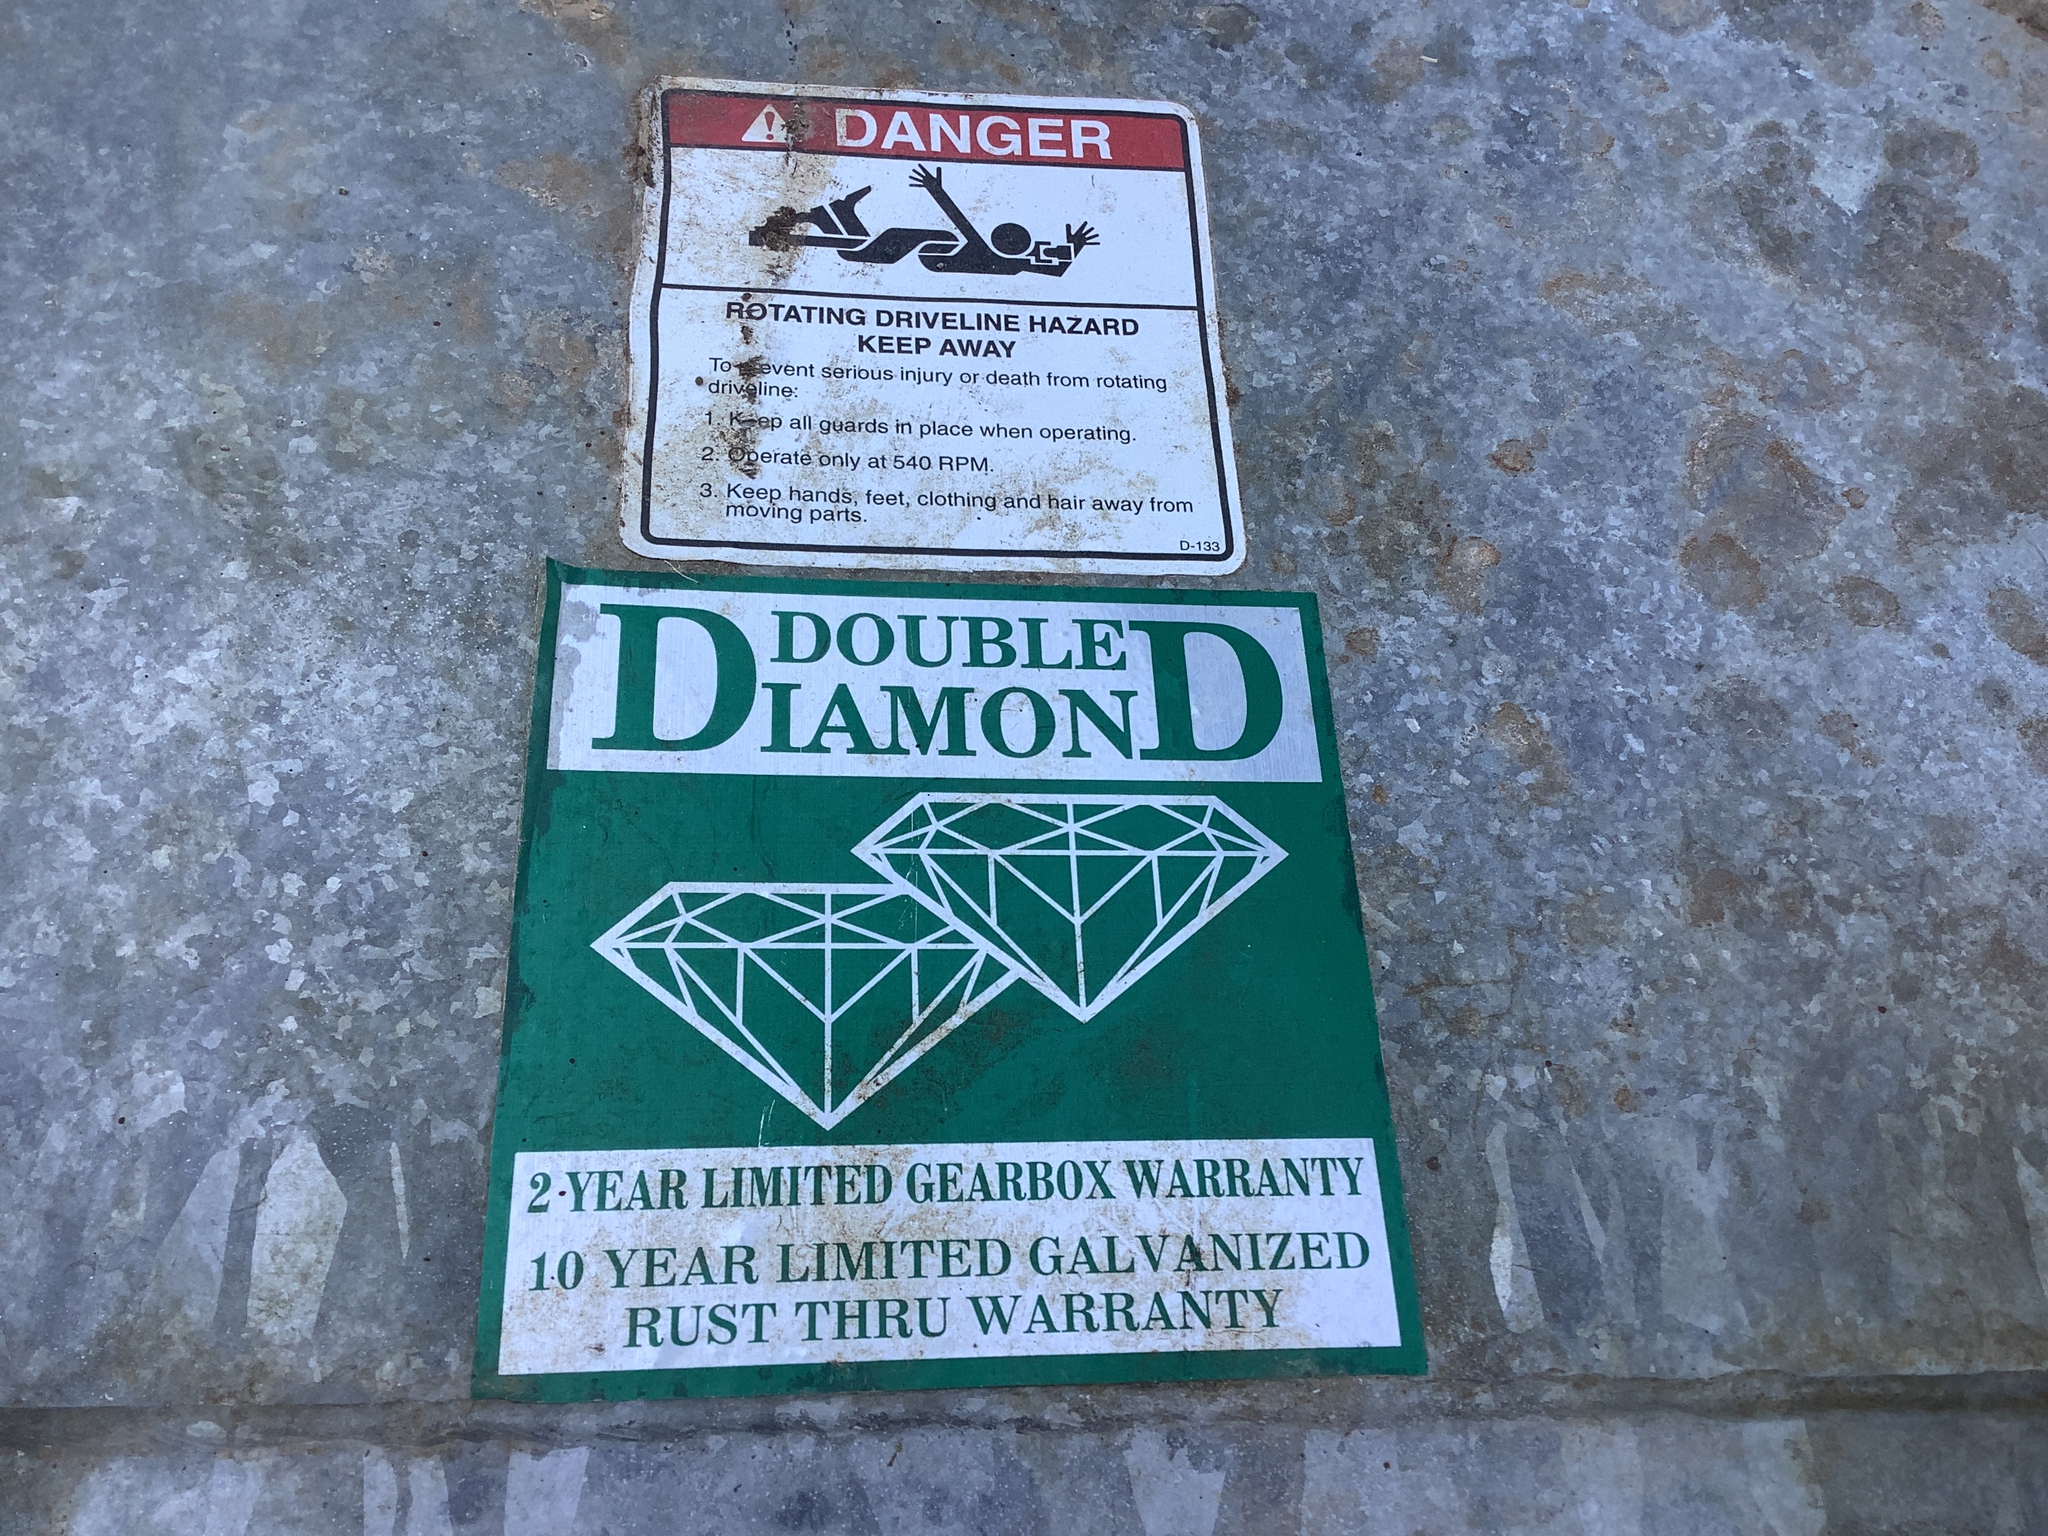 DANGER
ROTATING DRIVELINE HAZARD
KEEP AWAY
To prevent serious injury or death from rotating
driveline:
1. Keep all guards in place when operating.
2. Operate only at 540 RPM.
3. Keep hands, feet, clothing and hair away from
moving parts.
D-133
D DOUBLE D
DIAMOND
2 YEAR LIMITED GEARBOX WARRANTY
10 YEAR LIMITED GALVANIZED
RUST THRU WARRANTY